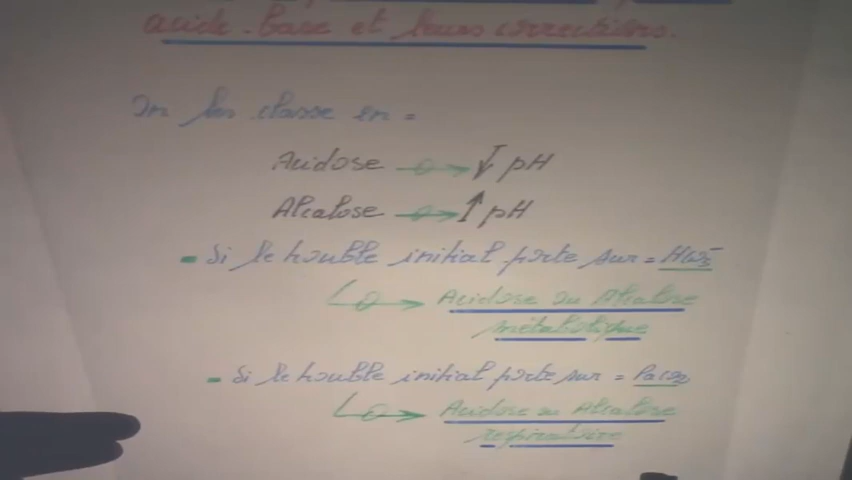 acide-base et leurs corrections.
On les classe en =
Acidose → ↓ pH
Alcalose → ↑ pH
- Si le trouble initial porte sur = HCO3-
Acidose ou Alcalose
métabolique
- Si le trouble initial porte sur = PaCO2
Acidose ou Alcalose
respiratoire